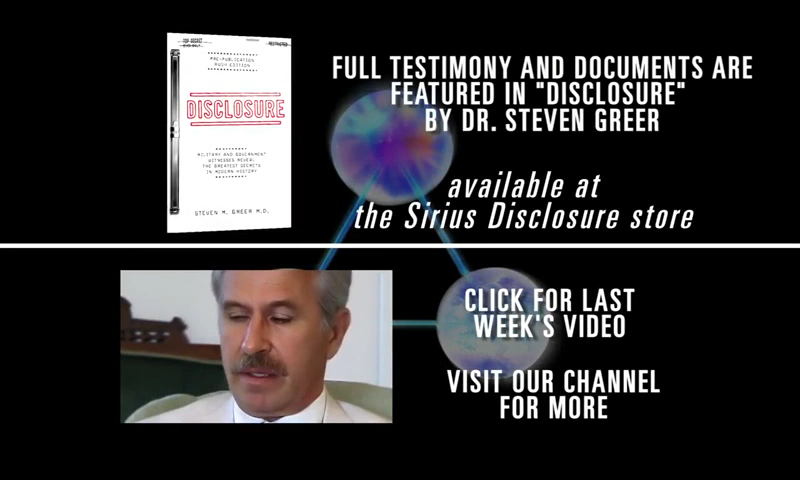 TOP SECRET
RESTRICTED
PRE-PUBLICATION
RUSH EDITION
DISCLOSURE
MILITARY AND GOVERNMENT
WITNESSES REVEAL
THE GREATEST SECRETS
IN MODERN HISTORY
STEVEN M. GREER M.D.
FULL TESTIMONY AND DOCUMENTS ARE
FEATURED IN "DISCLOSURE"
BY DR. STEVEN GREER
available at
the Sirius Disclosure store
CLICK FOR LAST
WEEK'S VIDEO
VISIT OUR CHANNEL
FOR MORE